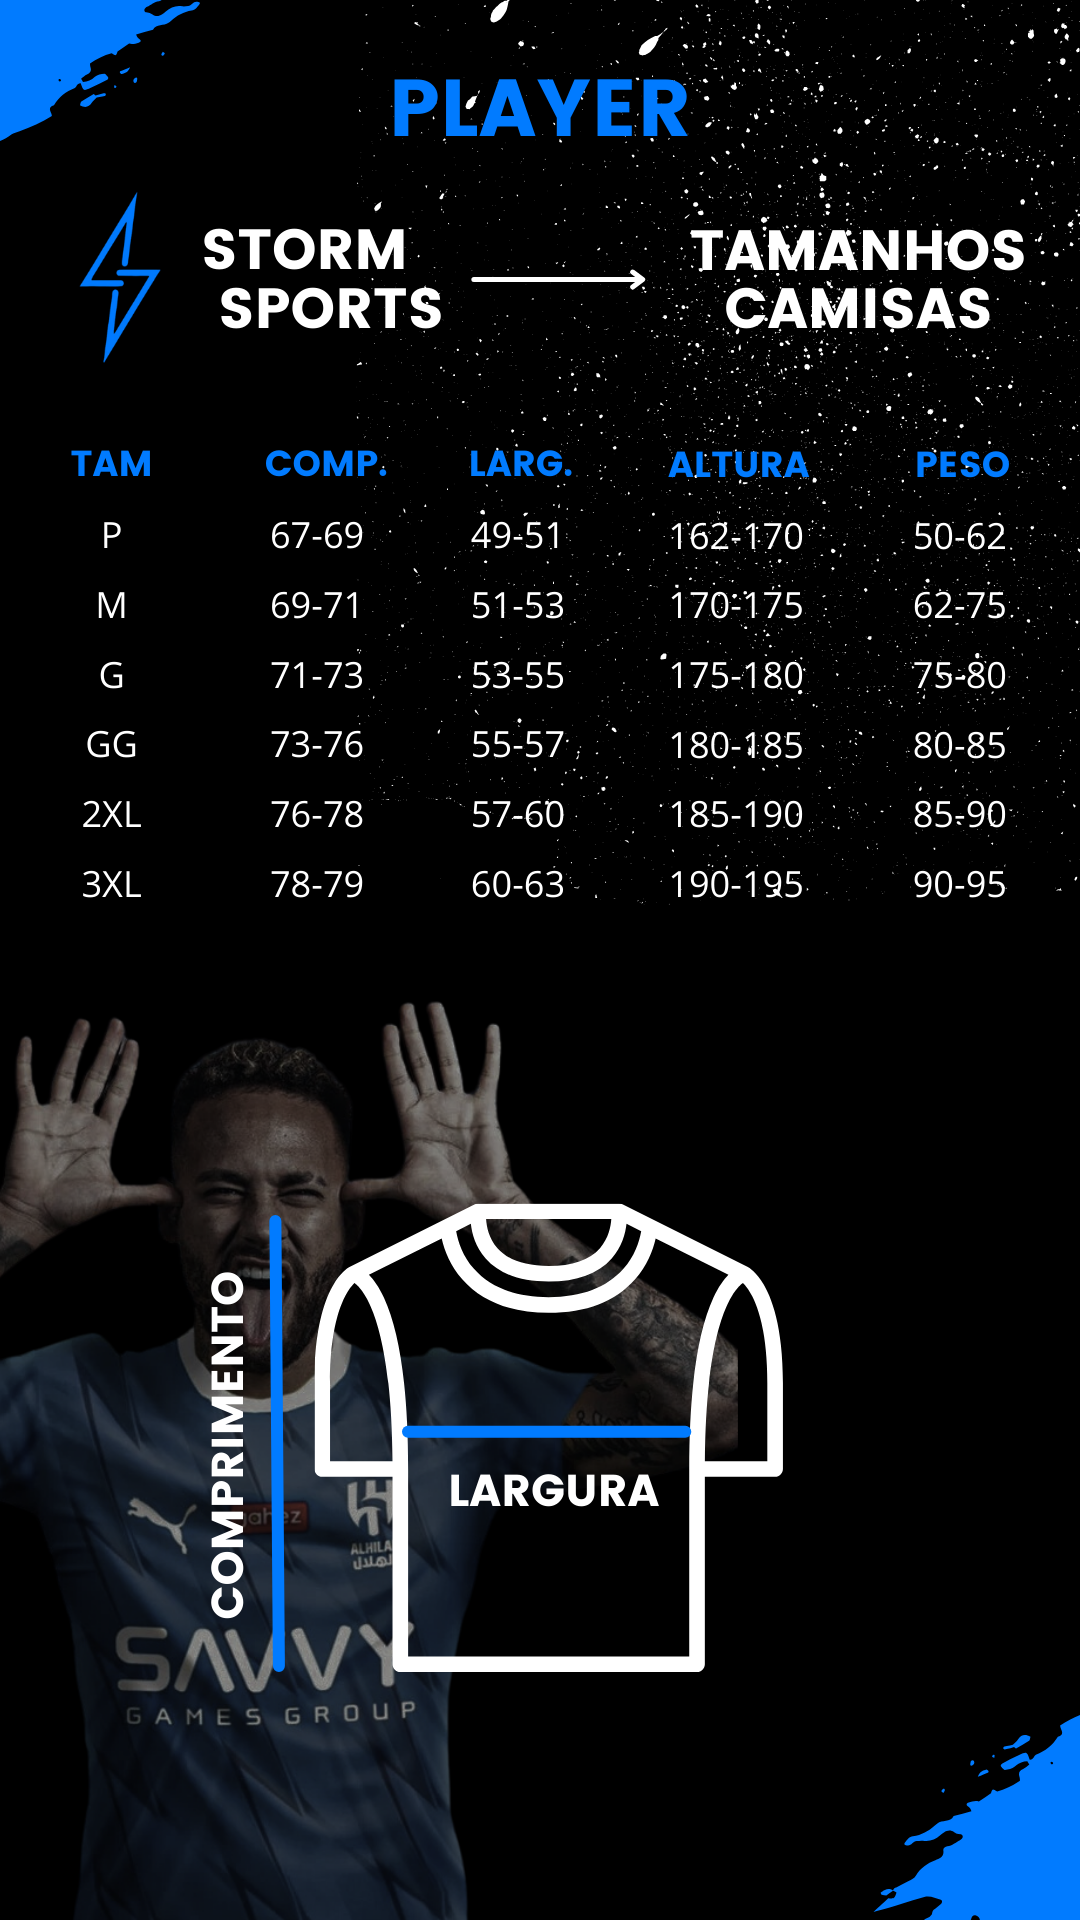 PLAYER
STORM
SPORTS
TAMANHOS
CAMISAS
TAM COMP. LARG. ALTURA PESO
P 67-69 49-51 162-170 50-62
M 69-71 51-53 170-175 62-75
G 71-73 53-55 175-180 75-80
GG 73-76 55-57 180-185 80-85
2XL 76-78 57-60 185-190 85-90
3XL 78-79 60-63 190-195 90-95
COMPRIMENTO
LARGURA
ALHILA
الهلال
SAVVY
GAMES GROUP